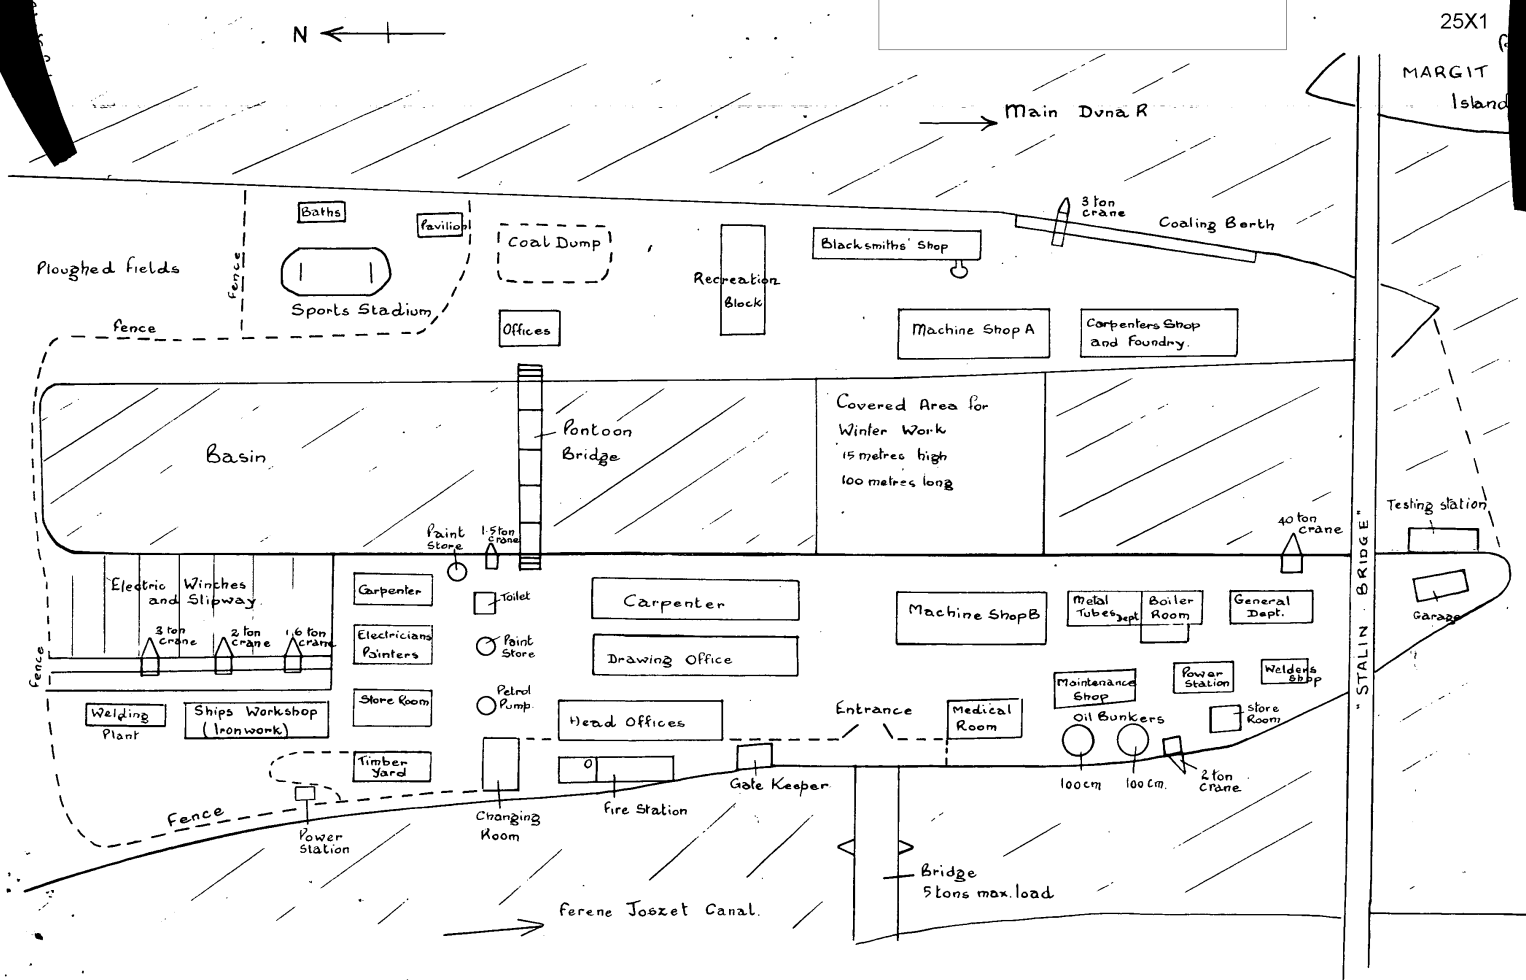 25X1
N
MARGIT
Island
Main Duna R
Baths
Pavilion
Coal Dump
3 ton
crane
Coaling Berth
Blacksmiths' Shop
Ploughed fields
fence
Recreation
Block
Sports Stadium
fence
Offices
Machine Shop A
Carpenters Shop
and Foundry.
Covered Area for
Winter Work
15 metres high
100 metres long
Pontoon
Bridge
Basin
Testing station
Paint
Store
1.5 ton
crane
40 ton
crane
"STALIN BRIDGE"
Electric Winches
and Slipway.
Carpenter
Toilet
Carpenter
Machine Shop B
Metal
Tubes Dept
Boiler
Room
General
Dept.
Garage
3 ton
crane
2 ton
crane
1.6 ton
crane
Electricians
Painters
Paint
Store
Drawing Office
fence
Maintenance
Shop
Power
Station
Welders
Shop
Welding
Plant
Ships Workshop
(Ironwork)
Store Room
Petrol
Pump.
Head Offices
Entrance
Medical
Room
Oil Bunkers
Store
Room
Timber
Yard
Gate Keeper
100cm
100cm.
2 ton
Crane
Fence
Changing
Room
Fire Station
Power
Station
Bridge
5 tons max. load
Ferene Joszet Canal.